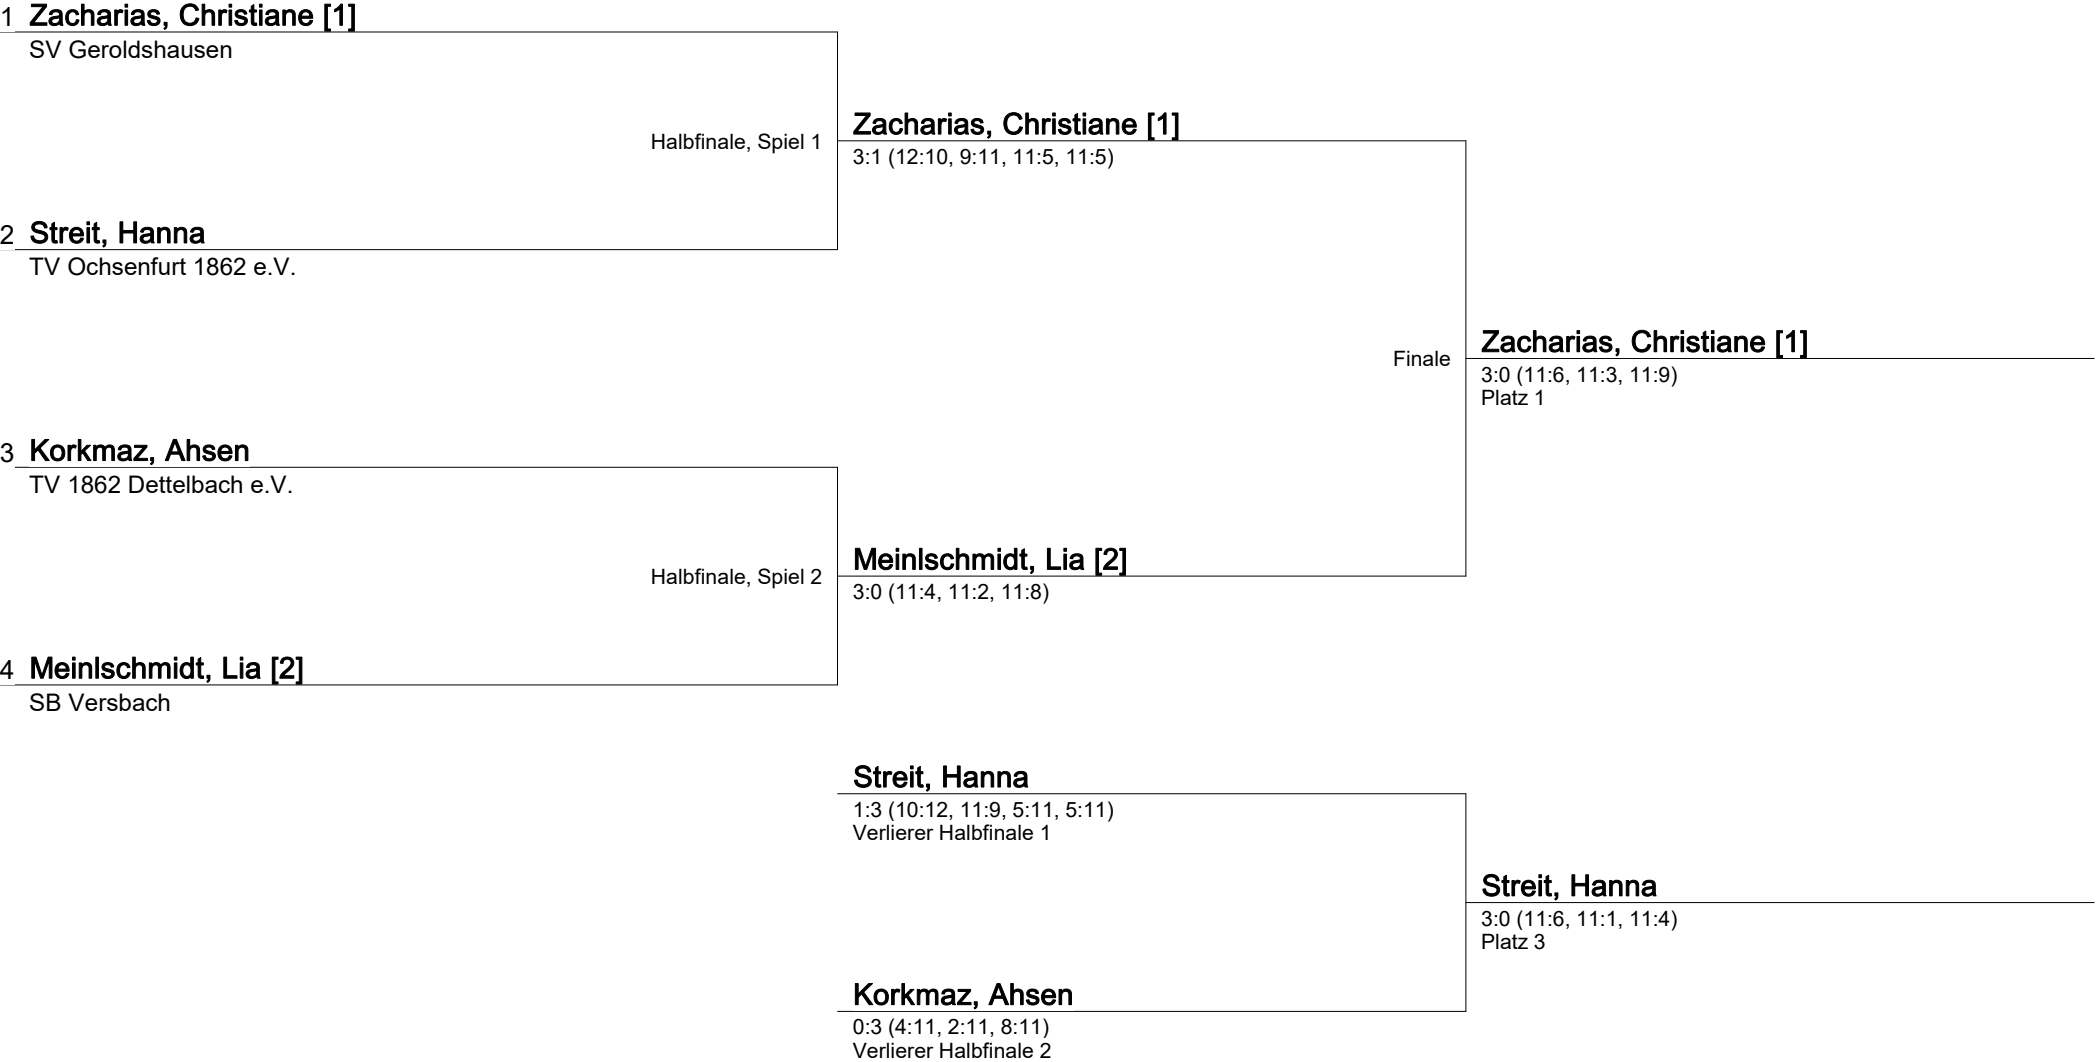 1 Zacharias, Christiane [1]
SV Geroldshausen
Halbfinale, Spiel 1
Zacharias, Christiane [1]
3:1 (12:10, 9:11, 11:5, 11:5)
2 Streit, Hanna
TV Ochsenfurt 1862 e.V.
Finale
Zacharias, Christiane [1]
3:0 (11:6, 11:3, 11:9)
Platz 1
3 Korkmaz, Ahsen
TV 1862 Dettelbach e.V.
Halbfinale, Spiel 2
Meinlschmidt, Lia [2]
3:0 (11:4, 11:2, 11:8)
4 Meinlschmidt, Lia [2]
SB Versbach
Streit, Hanna
1:3 (10:12, 11:9, 5:11, 5:11)
Verlierer Halbfinale 1
Streit, Hanna
3:0 (11:6, 11:1, 11:4)
Platz 3
Korkmaz, Ahsen
0:3 (4:11, 2:11, 8:11)
Verlierer Halbfinale 2